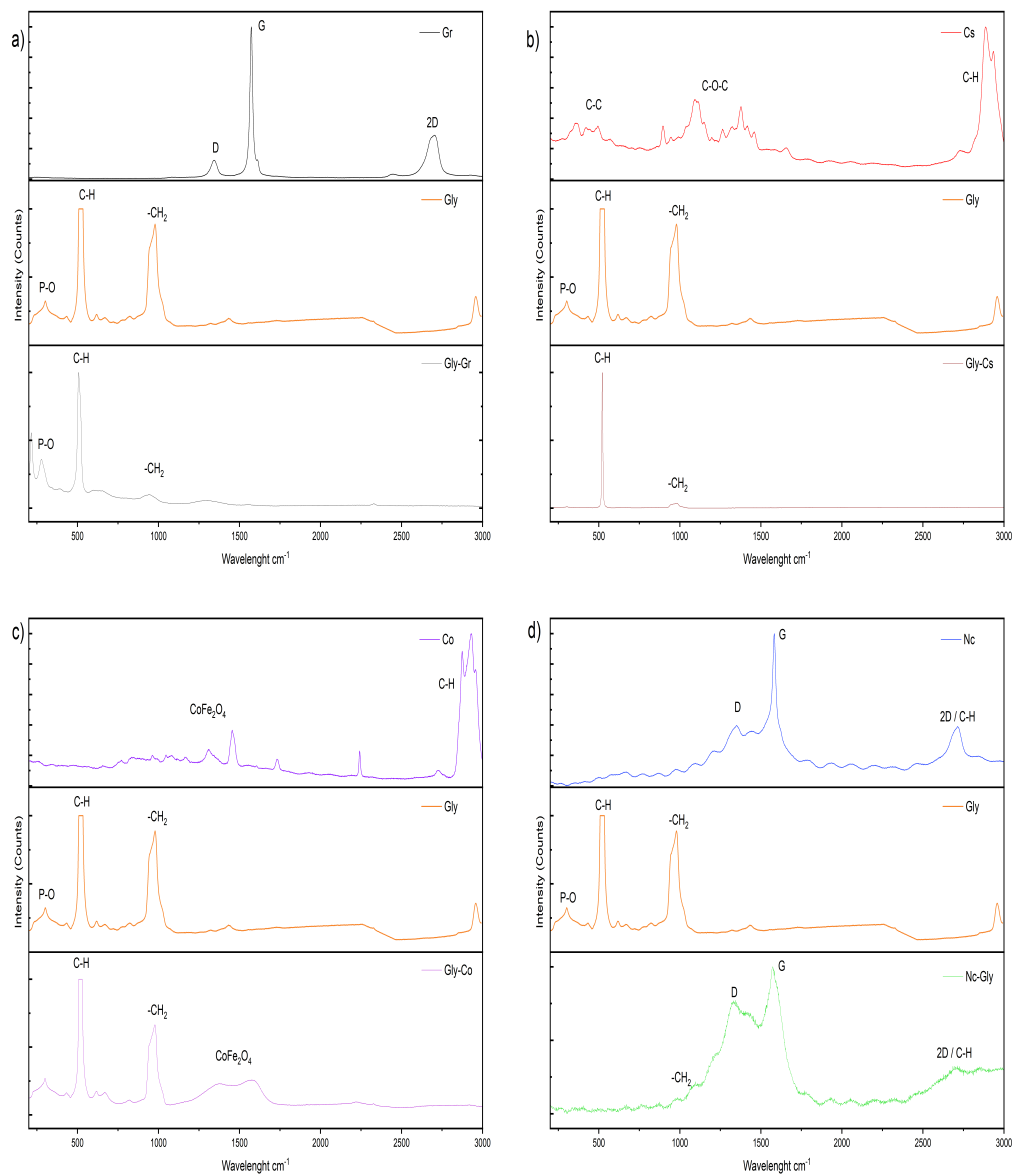 a)
Gr
G
D
2D
Gly
C-H
-CH2
P-O
Gly-Gr
C-H
P-O
-CH2
Intensity (Counts)
500 1000 1500 2000 2500 3000
Wavelenght cm-1
b)
Cs
C-C
C-O-C
C-H
Gly
C-H
-CH2
P-O
Gly-Cs
C-H
-CH2
Intensity (Counts)
500 1000 1500 2000 2500 3000
Wavelenght cm-1
c)
Co
CoFe2O4
C-H
Gly
C-H
-CH2
P-O
Gly-Co
C-H
-CH2
CoFe2O4
Intensity (Counts)
500 1000 1500 2000 2500 3000
Wavelenght cm-1
d)
Nc
G
D
2D / C-H
Gly
C-H
-CH2
P-O
Nc-Gly
G
D
-CH2
2D / C-H
Intensity (Counts)
500 1000 1500 2000 2500 3000
Wavelenght cm-1